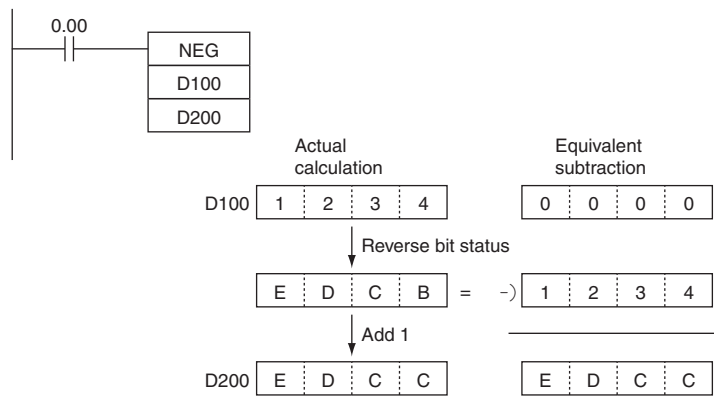 0.00
NEG
D100
D200
Actual
calculation
Equivalent
subtraction
D100 1 2 3 4 0 0 0 0
Reverse bit status
E D C B = -) 1 2 3 4
Add 1
D200 E D C C E D C C